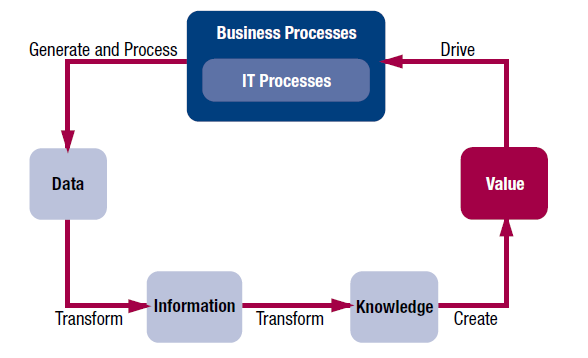 Business Processes
Generate and Process
Drive
IT Processes
Data
Value
Information
Knowledge
Transform
Transform
Create